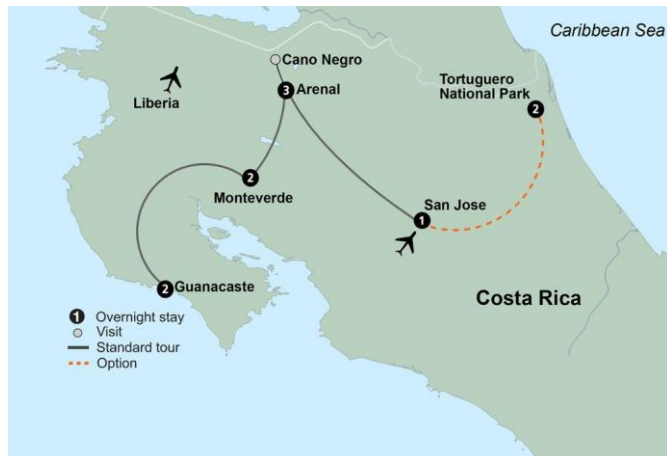 Caribbean Sea
Cano Negro
3
Arenal
Liberia
Tortuguero
National Park
2
2
Monteverde
San Jose
1
2
Guanacaste
Costa Rica
1 Overnight stay
Visit
Standard tour
Option